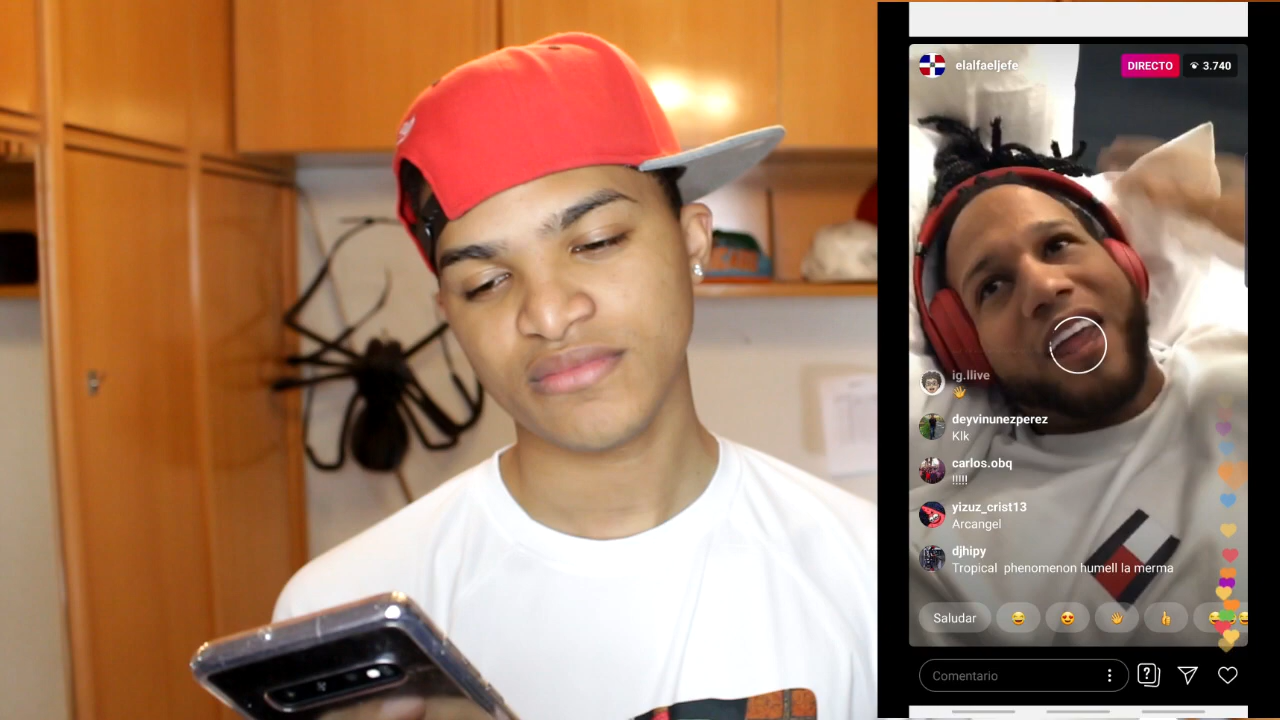 elalfaeljefe
DIRECTO
3.740
ig.llive
👋
deyvinunezperez
Klk
carlos.obq
!!!!!
yizuz_crist13
Arcangel
djhipy
Tropical phenomenon humell la merma
Saludar
Comentario